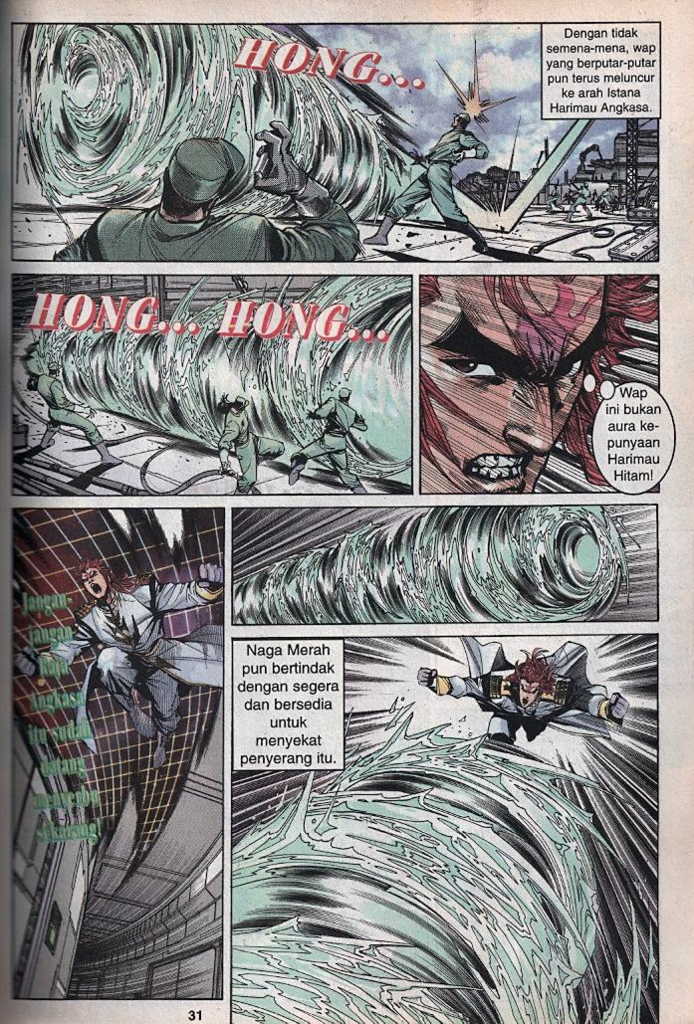 HONG...
Dengan tidak
semena-mena, wap
yang berputar-putar
pun terus meluncur
ke arah Istana
Harimau Angkasa.
HONG... HONG...
Wap
ini bukan
aura ke-
punyaan
Harimau
Hitam!
Jangan-
jangan
Raja
Angkasa
itu sudah
datang
menyerbu
sekarang!
Naga Merah
pun bertindak
dengan segera
dan bersedia
untuk
menyekat
penyerang itu.
31